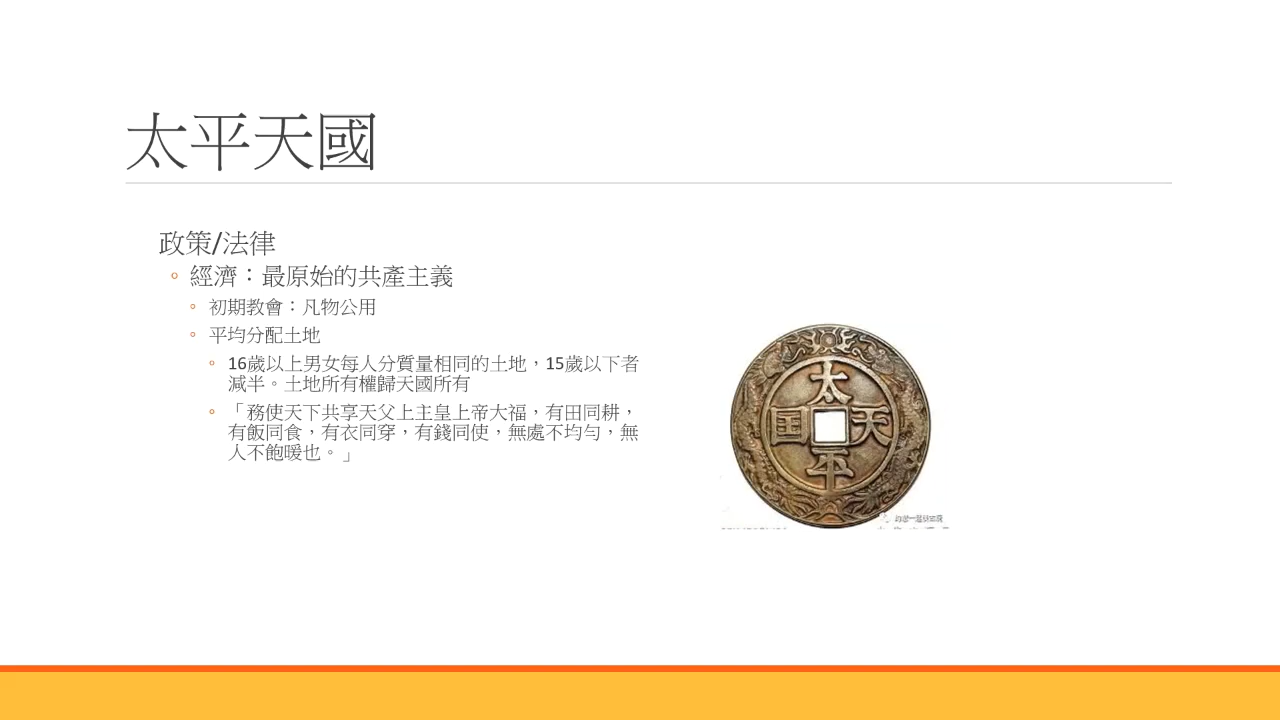 太平天國
政策/法律
經濟：最原始的共產主義
初期教會：凡物公用
平均分配土地
16歲以上男女每人分質量相同的土地，15歲以下者
減半。土地所有權歸天國所有
「務使天下共享天父上主皇上帝大福，有田同耕，
有飯同食，有衣同穿，有錢同使，無處不均勻，無
人不飽暖也。」
太
国 天
平